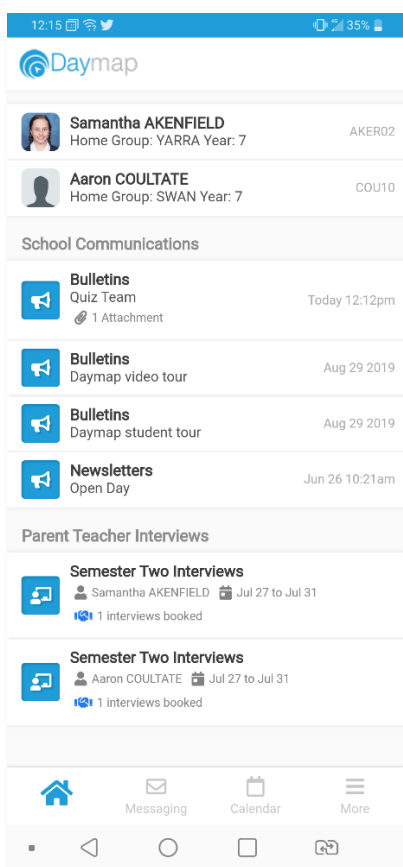 12:15 35%
Daymap
Samantha AKENFIELD
Home Group: YARRA Year: 7 AKER02
Aaron COULTATE
Home Group: SWAN Year: 7 COU10
School Communications
Bulletins
Quiz Team Today 12:12pm
1 Attachment
Bulletins
Daymap video tour Aug 29 2019
Bulletins
Daymap student tour Aug 29 2019
Newsletters
Open Day Jun 26 10:21am
Parent Teacher Interviews
Semester Two Interviews
Samantha AKENFIELD Jul 27 to Jul 31
1 interviews booked
Semester Two Interviews
Aaron COULTATE Jul 27 to Jul 31
1 interviews booked
Messaging Calendar More